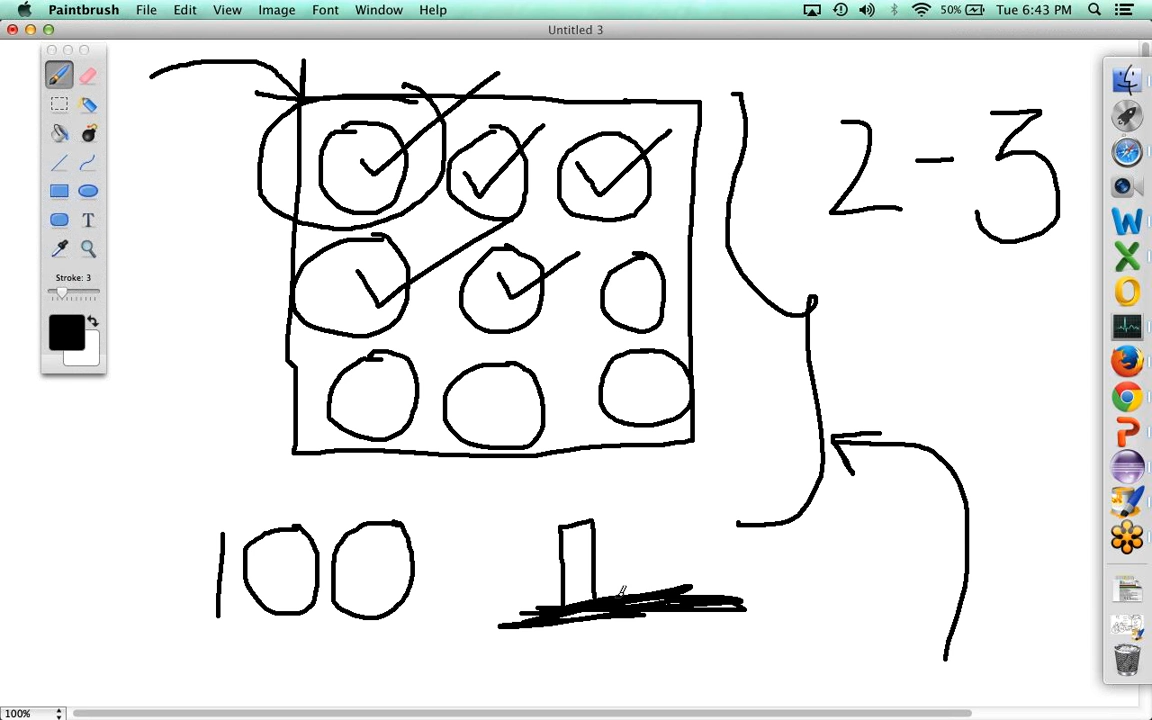 Paintbrush File Edit View Image Font Window Help 50% Tue 6:43 PM
Untitled 3
2-3
T
Stroke: 3
W
X
O
P
100
100%